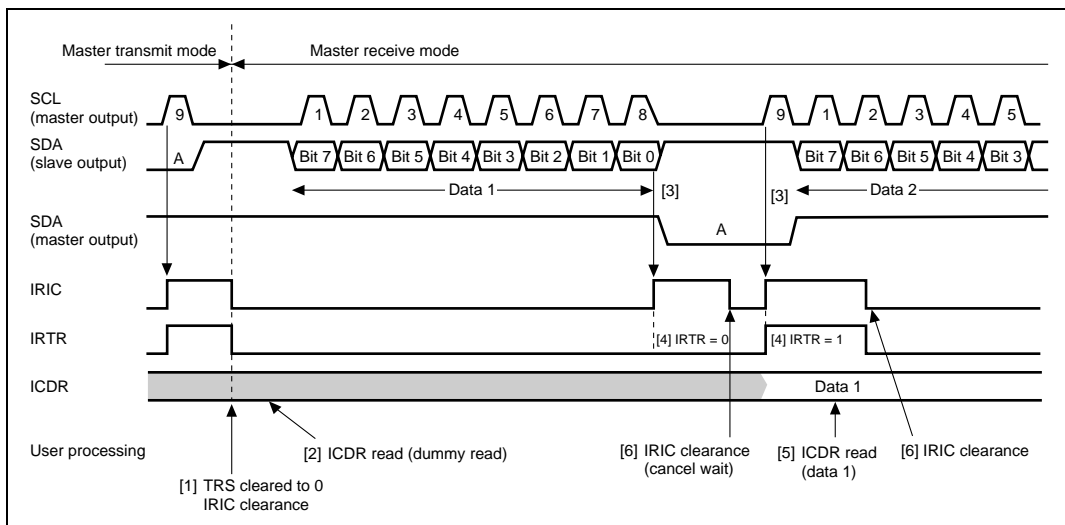 Master transmit mode
Master receive mode
SCL
(master output)
9 1 2 3 4 5 6 7 8 9 1 2 3 4 5
SDA
(slave output)
A Bit 7 Bit 6 Bit 5 Bit 4 Bit 3 Bit 2 Bit 1 Bit 0 Bit 7 Bit 6 Bit 5 Bit 4 Bit 3
Data 1 [3] [3] Data 2
SDA
(master output)
A
IRIC
IRTR
[4] IRTR = 0
[4] IRTR = 1
ICDR
Data 1
User processing
[2] ICDR read (dummy read)
[6] IRIC clearance
(cancel wait)
[5] ICDR read
(data 1)
[6] IRIC clearance
[1] TRS cleared to 0
IRIC clearance